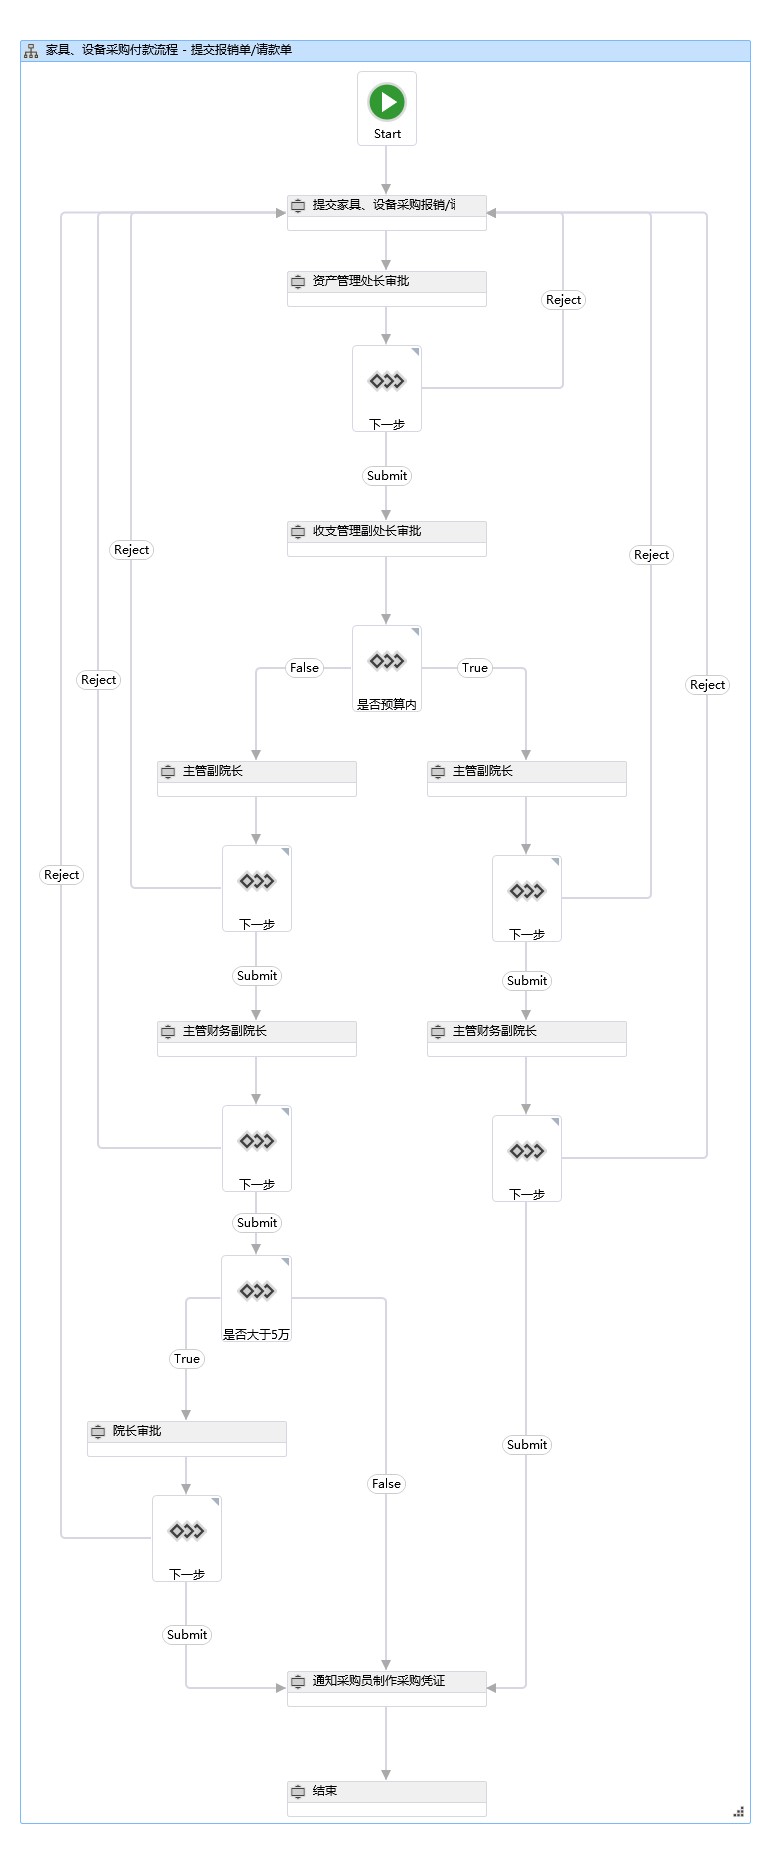 家具、设备采购付款流程 - 提交报销单/请款单
Start
提交家具、设备采购报销/
资产管理处长审批
Reject
下一步
Submit
收支管理副处长审批
Reject
Reject
False
是否预算内
True
Reject
Reject
主管副院长
主管副院长
Reject
下一步
下一步
Submit
Submit
主管财务副院长
主管财务副院长
下一步
下一步
Submit
是否大于5万
True
院长审批
Submit
False
下一步
Submit
通知采购员制作采购凭证
结束